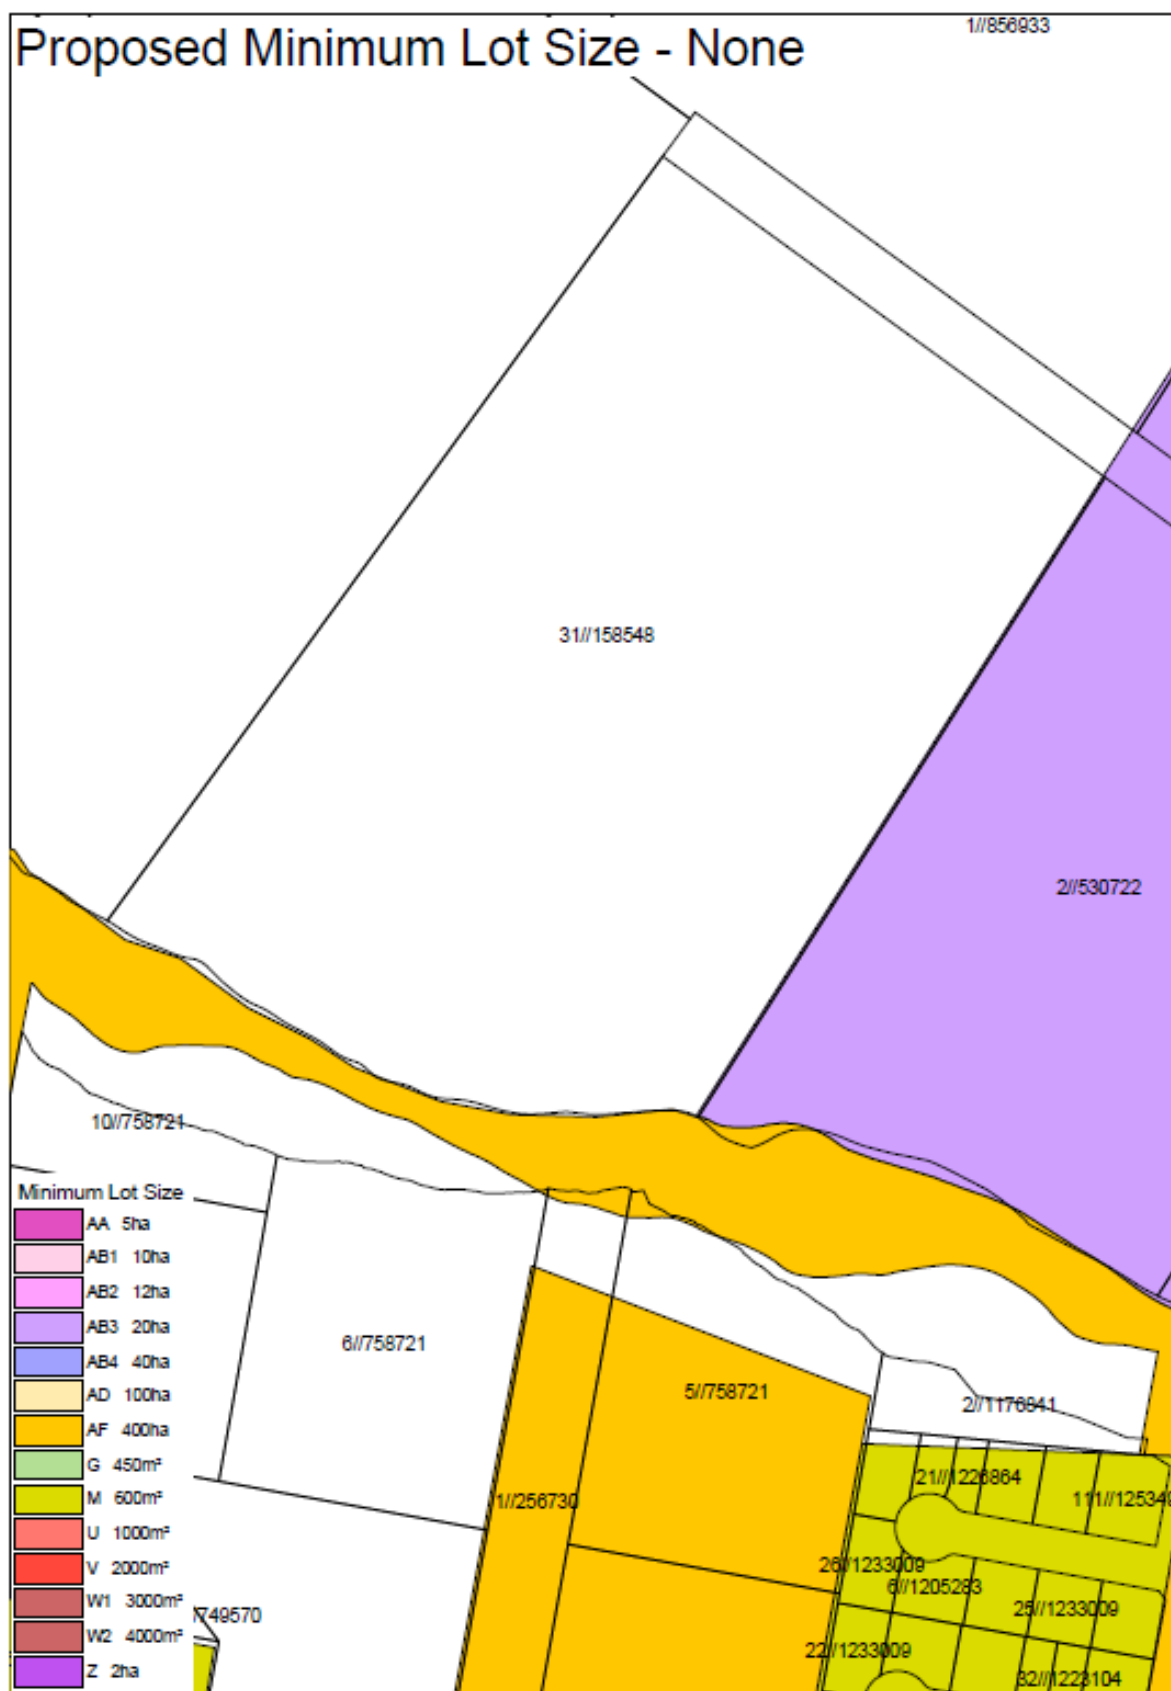 1//856933
Proposed Minimum Lot Size - None
31//158548
2//530722
10//758721
6//758721
5//758721
2//1176841
21//1226864
1//256730
26//1233009
6//1205283
25//1233009
22//1233009
32//1223104
Minimum Lot Size
AA 5ha
AB1 10ha
AB2 12ha
AB3 20ha
AB4 40ha
AD 100ha
AF 400ha
G 450m²
M 600m²
U 1000m²
V 2000m²
W1 3000m²
W2 4000m²
Z 2ha